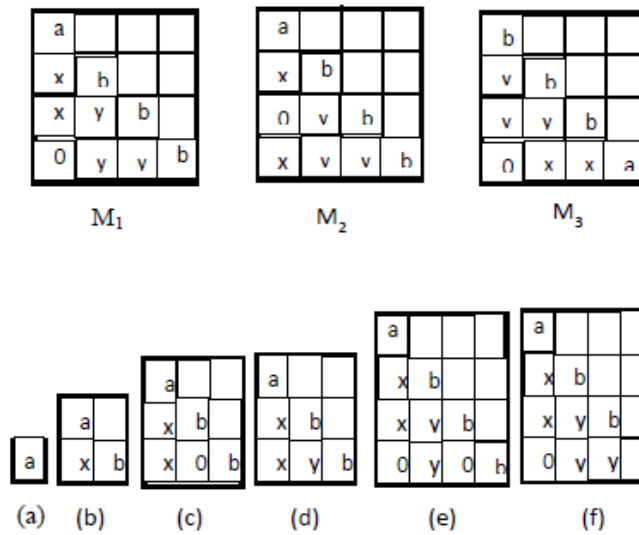 a
x b
x y b
0 y y b
M₁
a
x b
0 v b
x v v b
M₂
b
v b
v y b
0 x x a
M₃
a
(a)
a
x b
(b)
a
x b
x 0 b
(c)
a
x b
x y b
(d)
a
x b
x v b
0 y 0 b
(e)
a
x b
x y b
0 v y
(f)